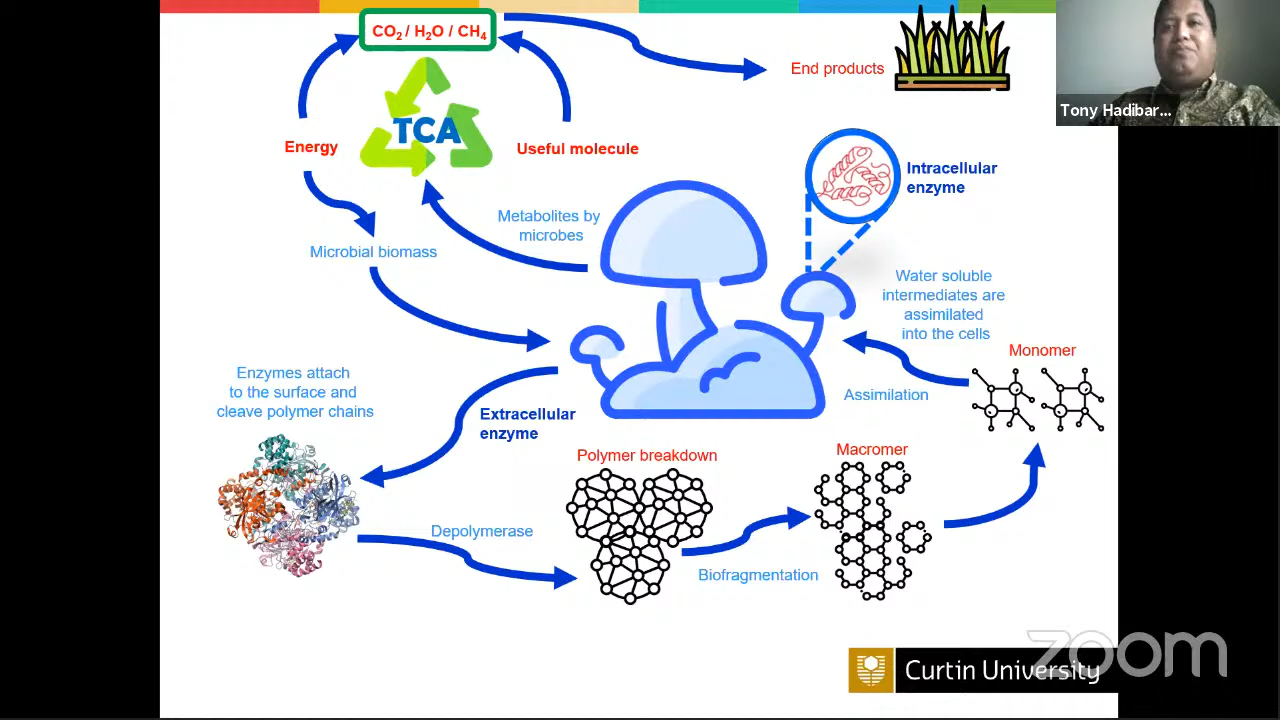 CO2 / H2O / CH4
End products
Tony Hadibar...
TCA
Energy
Useful molecule
Intracellular
enzyme
Metabolites by
microbes
Microbial biomass
Water soluble
intermediates are
assimilated
into the cells
Monomer
Enzymes attach
to the surface and
cleave polymer chains
Assimilation
Extracellular
enzyme
Polymer breakdown
Macromer
Depolymerase
Biofragmentation
zoom
Curtin University